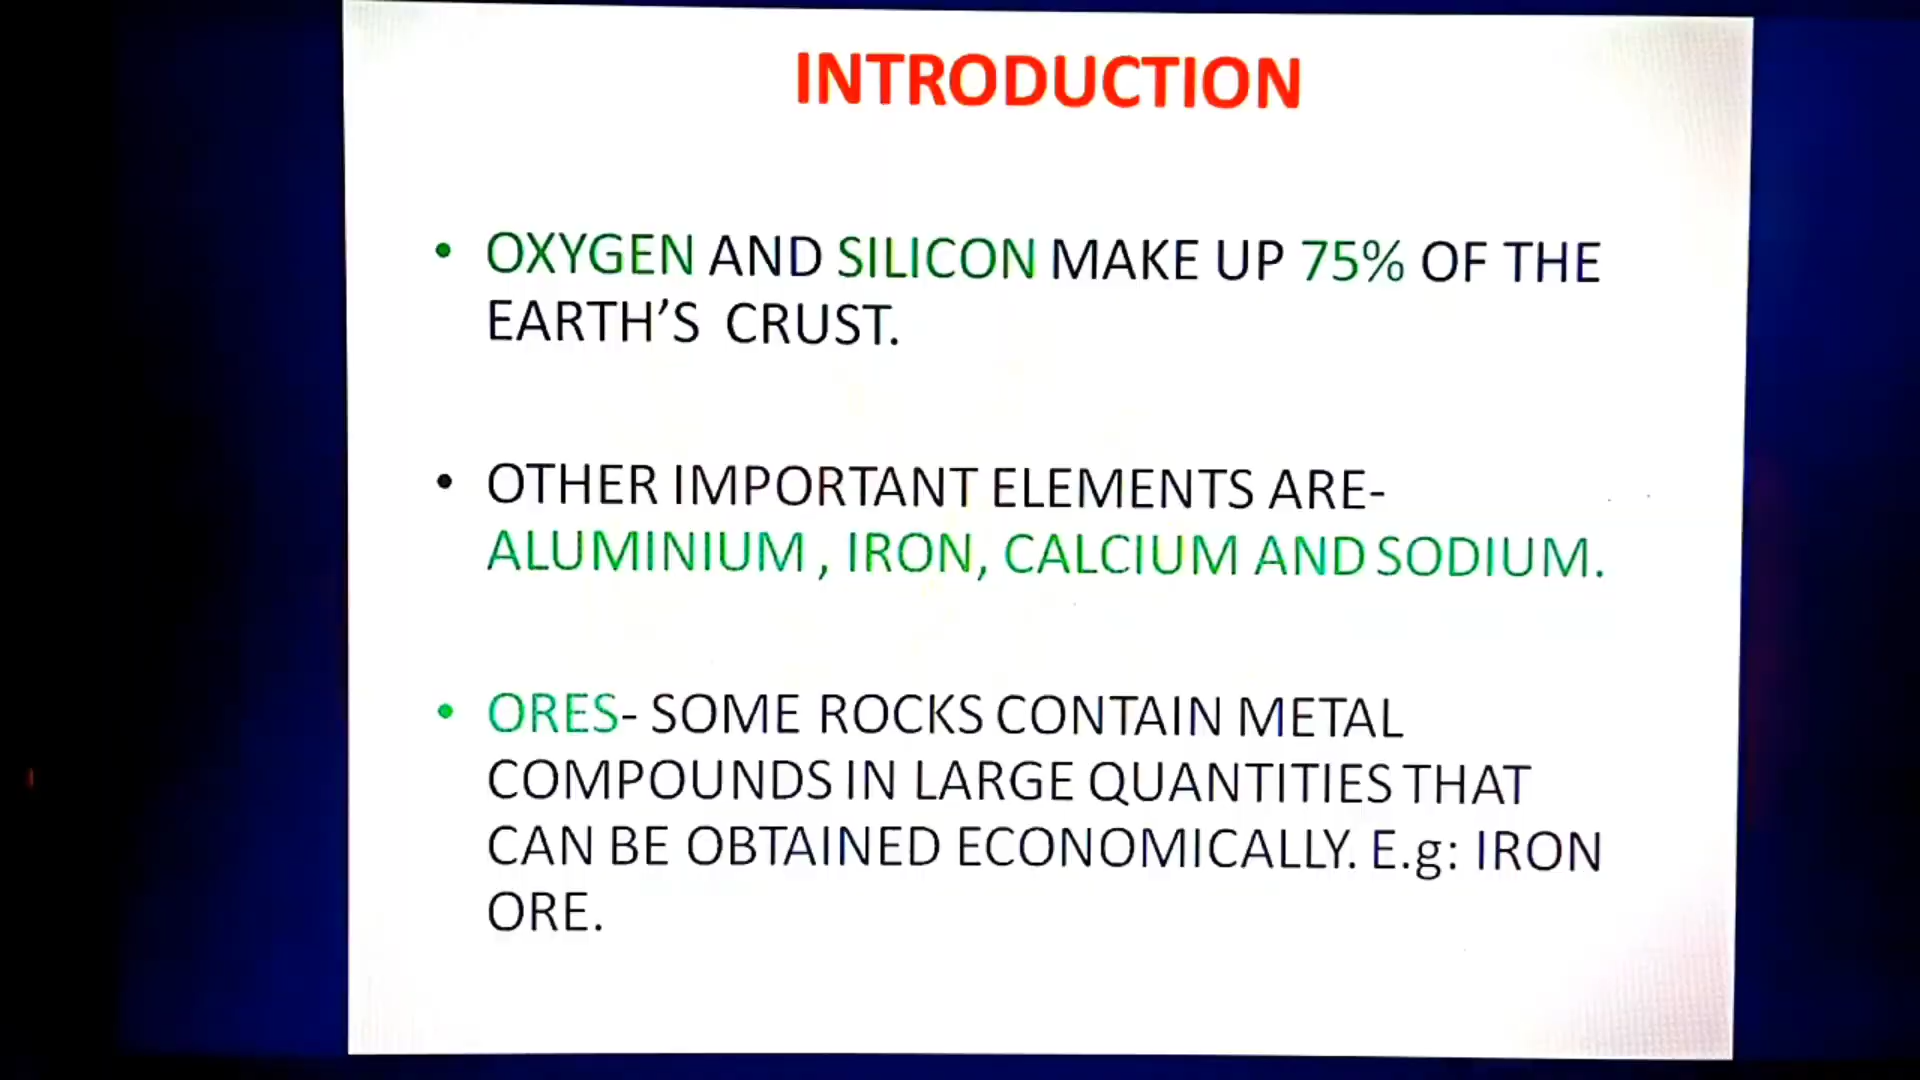 INTRODUCTION
• OXYGEN AND SILICON MAKE UP 75% OF THE
EARTH’S CRUST.
• OTHER IMPORTANT ELEMENTS ARE-
ALUMINIUM , IRON, CALCIUM AND SODIUM.
• ORES- SOME ROCKS CONTAIN METAL
COMPOUNDS IN LARGE QUANTITIES THAT
CAN BE OBTAINED ECONOMICALLY. E.g: IRON
ORE.